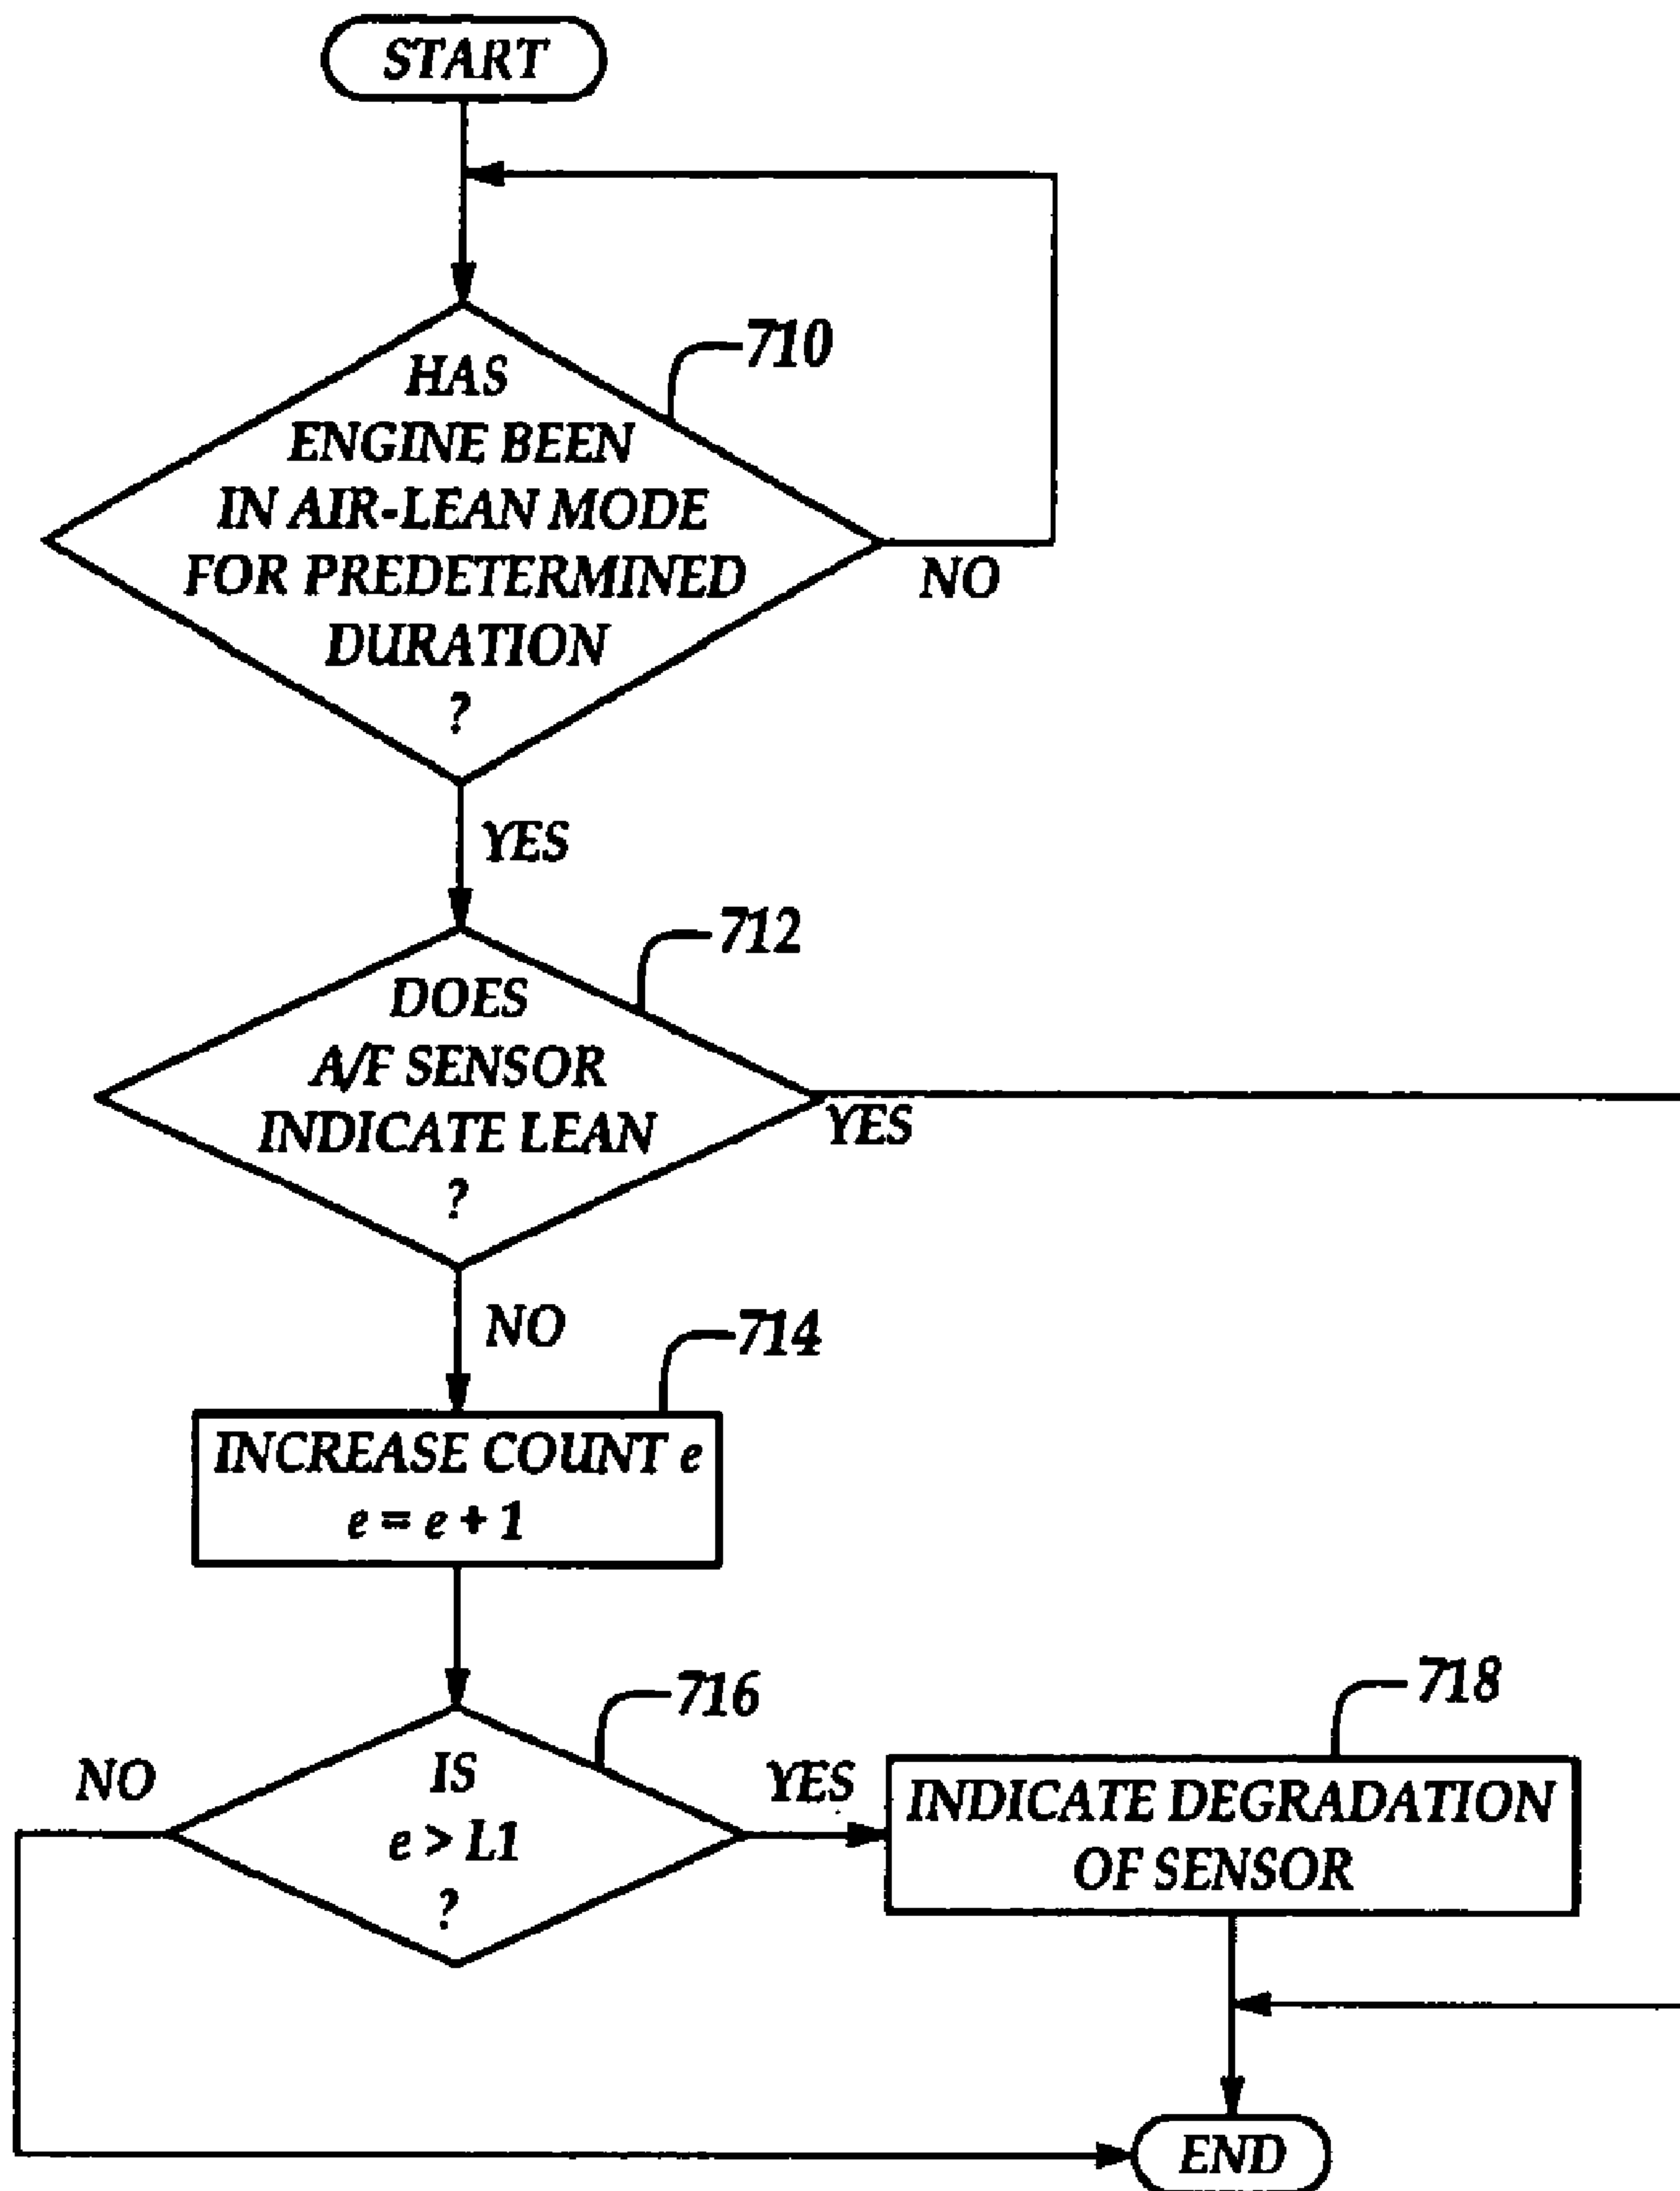 START
710
HAS
ENGINE BEEN
IN AIR-LEAN MODE
FOR PREDETERMINED
DURATION
?
NO
YES
712
DOES
A/F SENSOR
INDICATE LEAN
?
YES
NO
714
INCREASE COUNT e
e = e + 1
716
718
NO
IS
e > L1
?
YES
INDICATE DEGRADATION
OF SENSOR
END